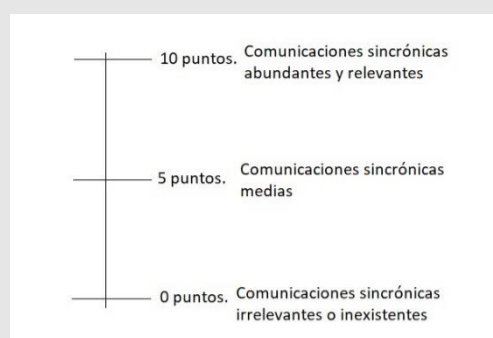 10 puntos. Comunicaciones sincrónicas
abundantes y relevantes
5 puntos. Comunicaciones sincrónicas
medias
0 puntos. Comunicaciones sincrónicas
irrelevantes o inexistentes